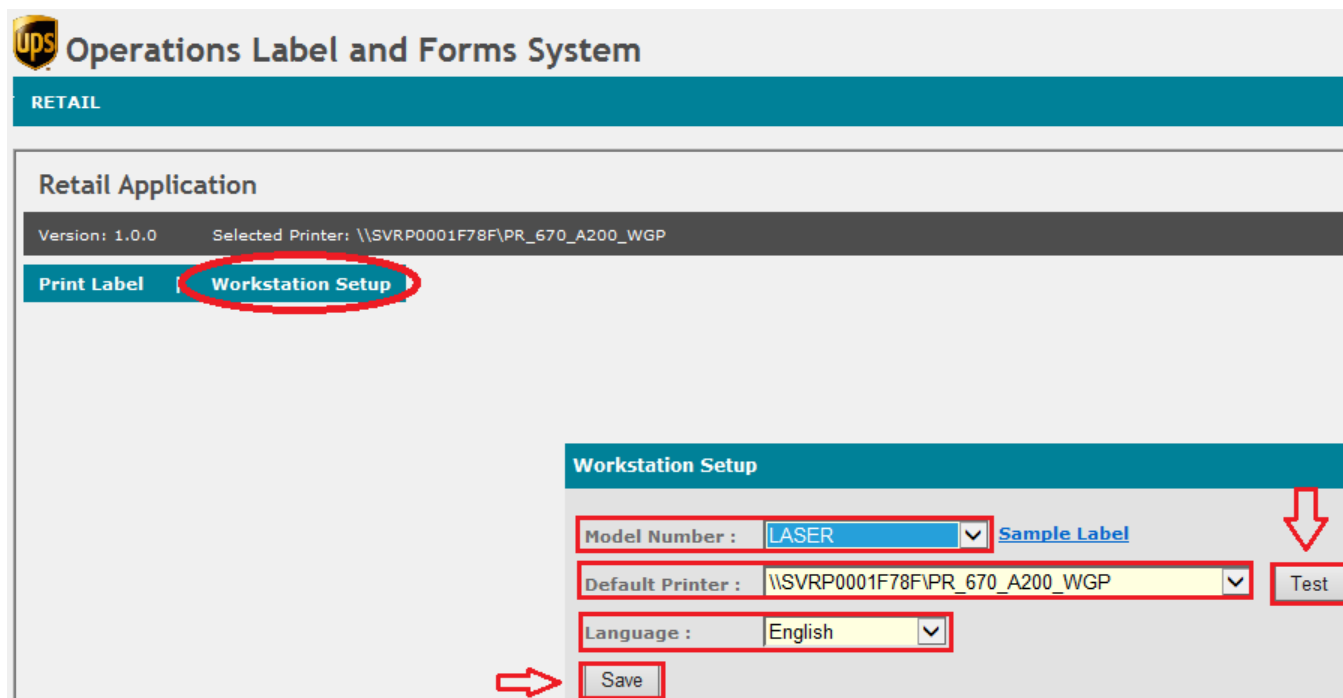 ups Operations Label and Forms System
RETAIL
Retail Application
Version: 1.0.0 Selected Printer: \\SVRP0001F78F\PR_670_A200_WGP
Print Label | Workstation Setup
Workstation Setup
Model Number : LASER Sample Label
Default Printer : \\SVRP0001F78F\PR_670_A200_WGP Test
Language : English
Save